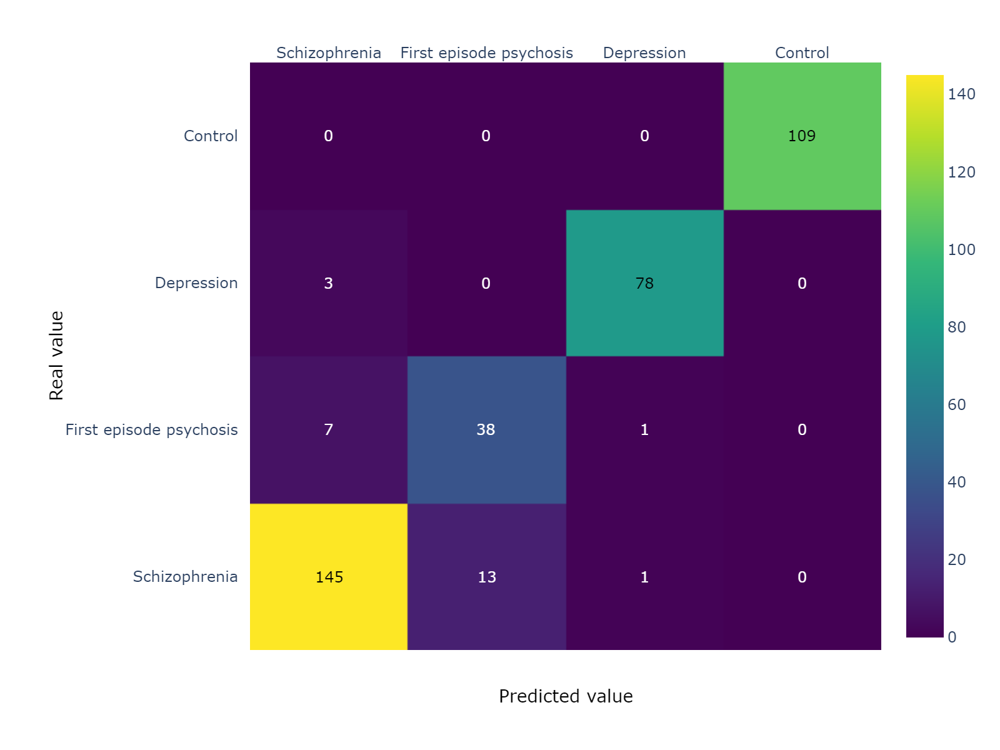 Schizophrenia First episode psychosis Depression Control
140
Control 0 0 0 109
120
100
Depression 3 0 78 0
80
Real value
60
First episode psychosis 7 38 1 0
40
20
Schizophrenia 145 13 1 0
0
Predicted value